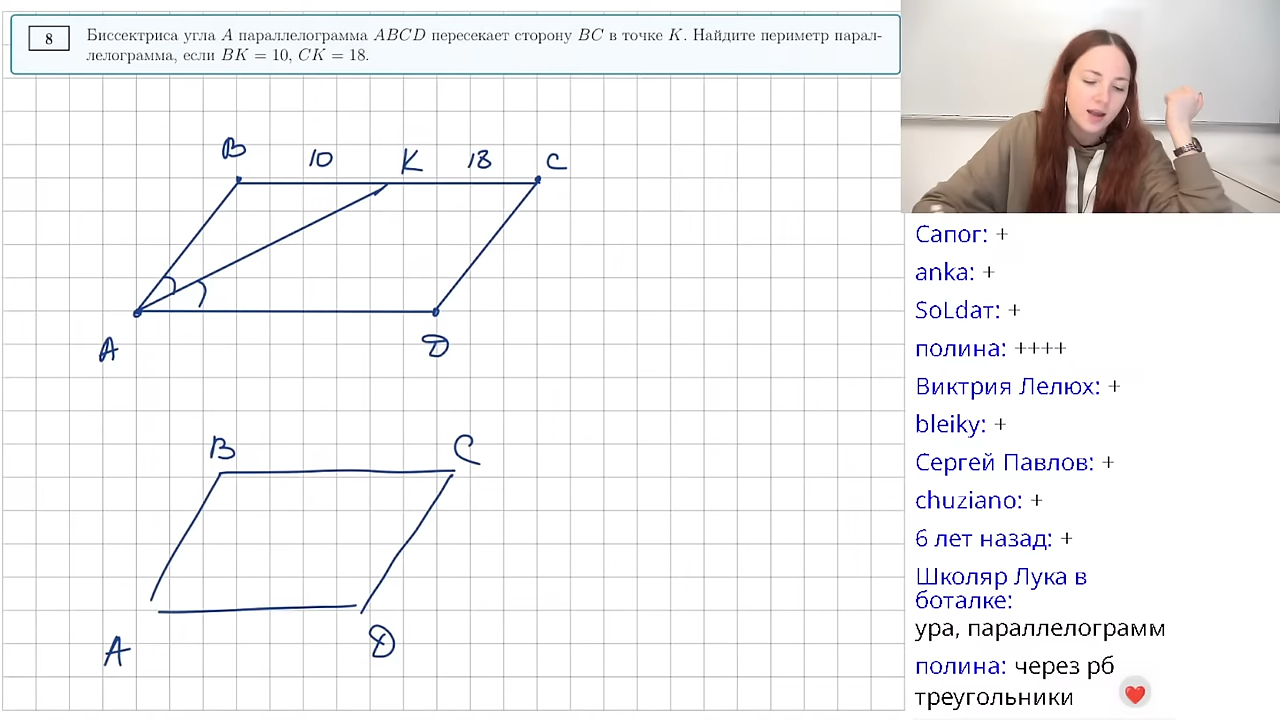 8
Биссектриса угла A параллелограмма ABCD пересекает сторону BC в точке K. Найдите периметр парал-
лелограмма, если BK = 10, CK = 18.
B 10 K 18 C
A D
B C
A D
Сапог: +
anka: +
SoLdат: +
полина: ++++
Виктрия Лелюх: +
bleiky: +
Сергей Павлов: +
chuziano: +
6 лет назад: +
Школяр Лука в
боталке:
ура, параллелограмм
полина: через рб
треугольники